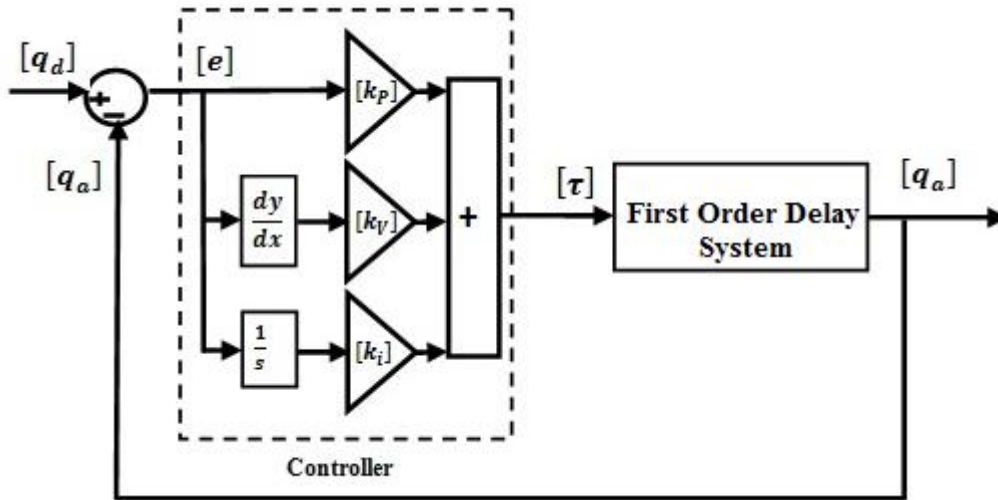 [q_d]
[e]
[k_P]
+
−
[q_a]
dy
dx
[k_V]
+
[τ]
First Order Delay
System
[q_a]
1
s
[k_i]
Controller